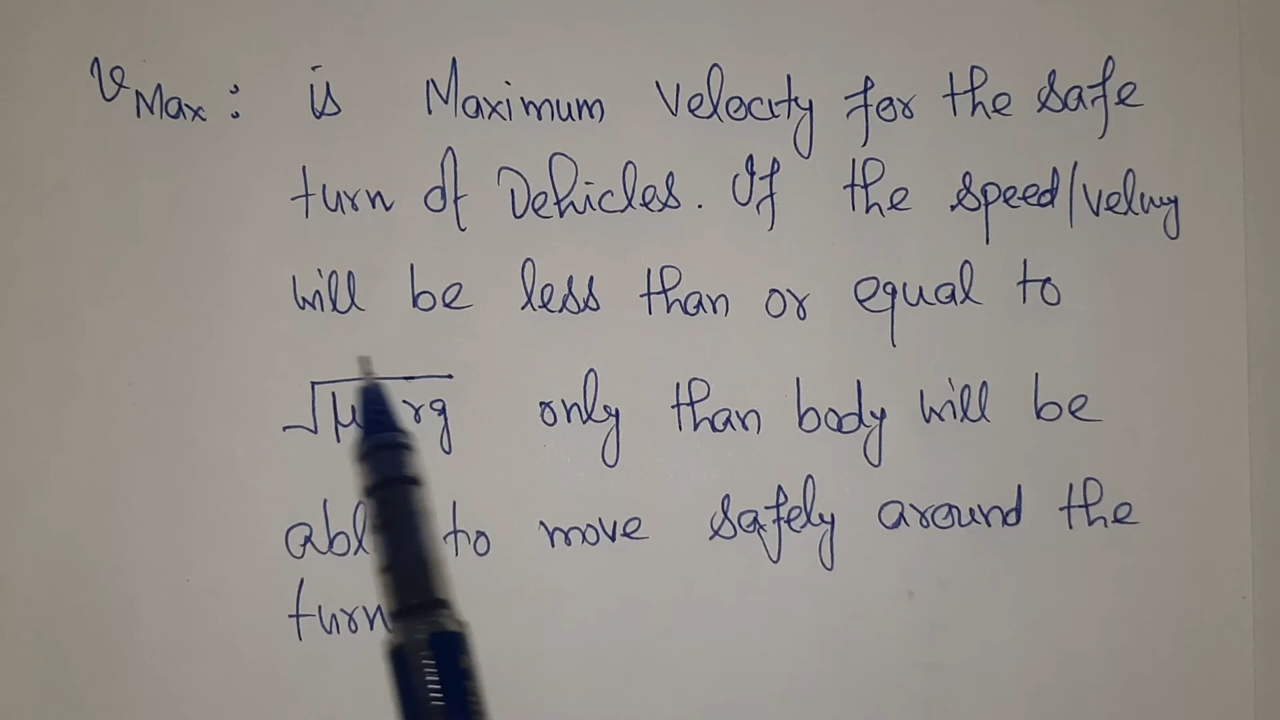 vMax : is Maximum Velocity for the safe
turn of Vehicles. If the speed/veluy
will be less than or equal to
√μ rg only than body will be
abl to move safely around the
turn